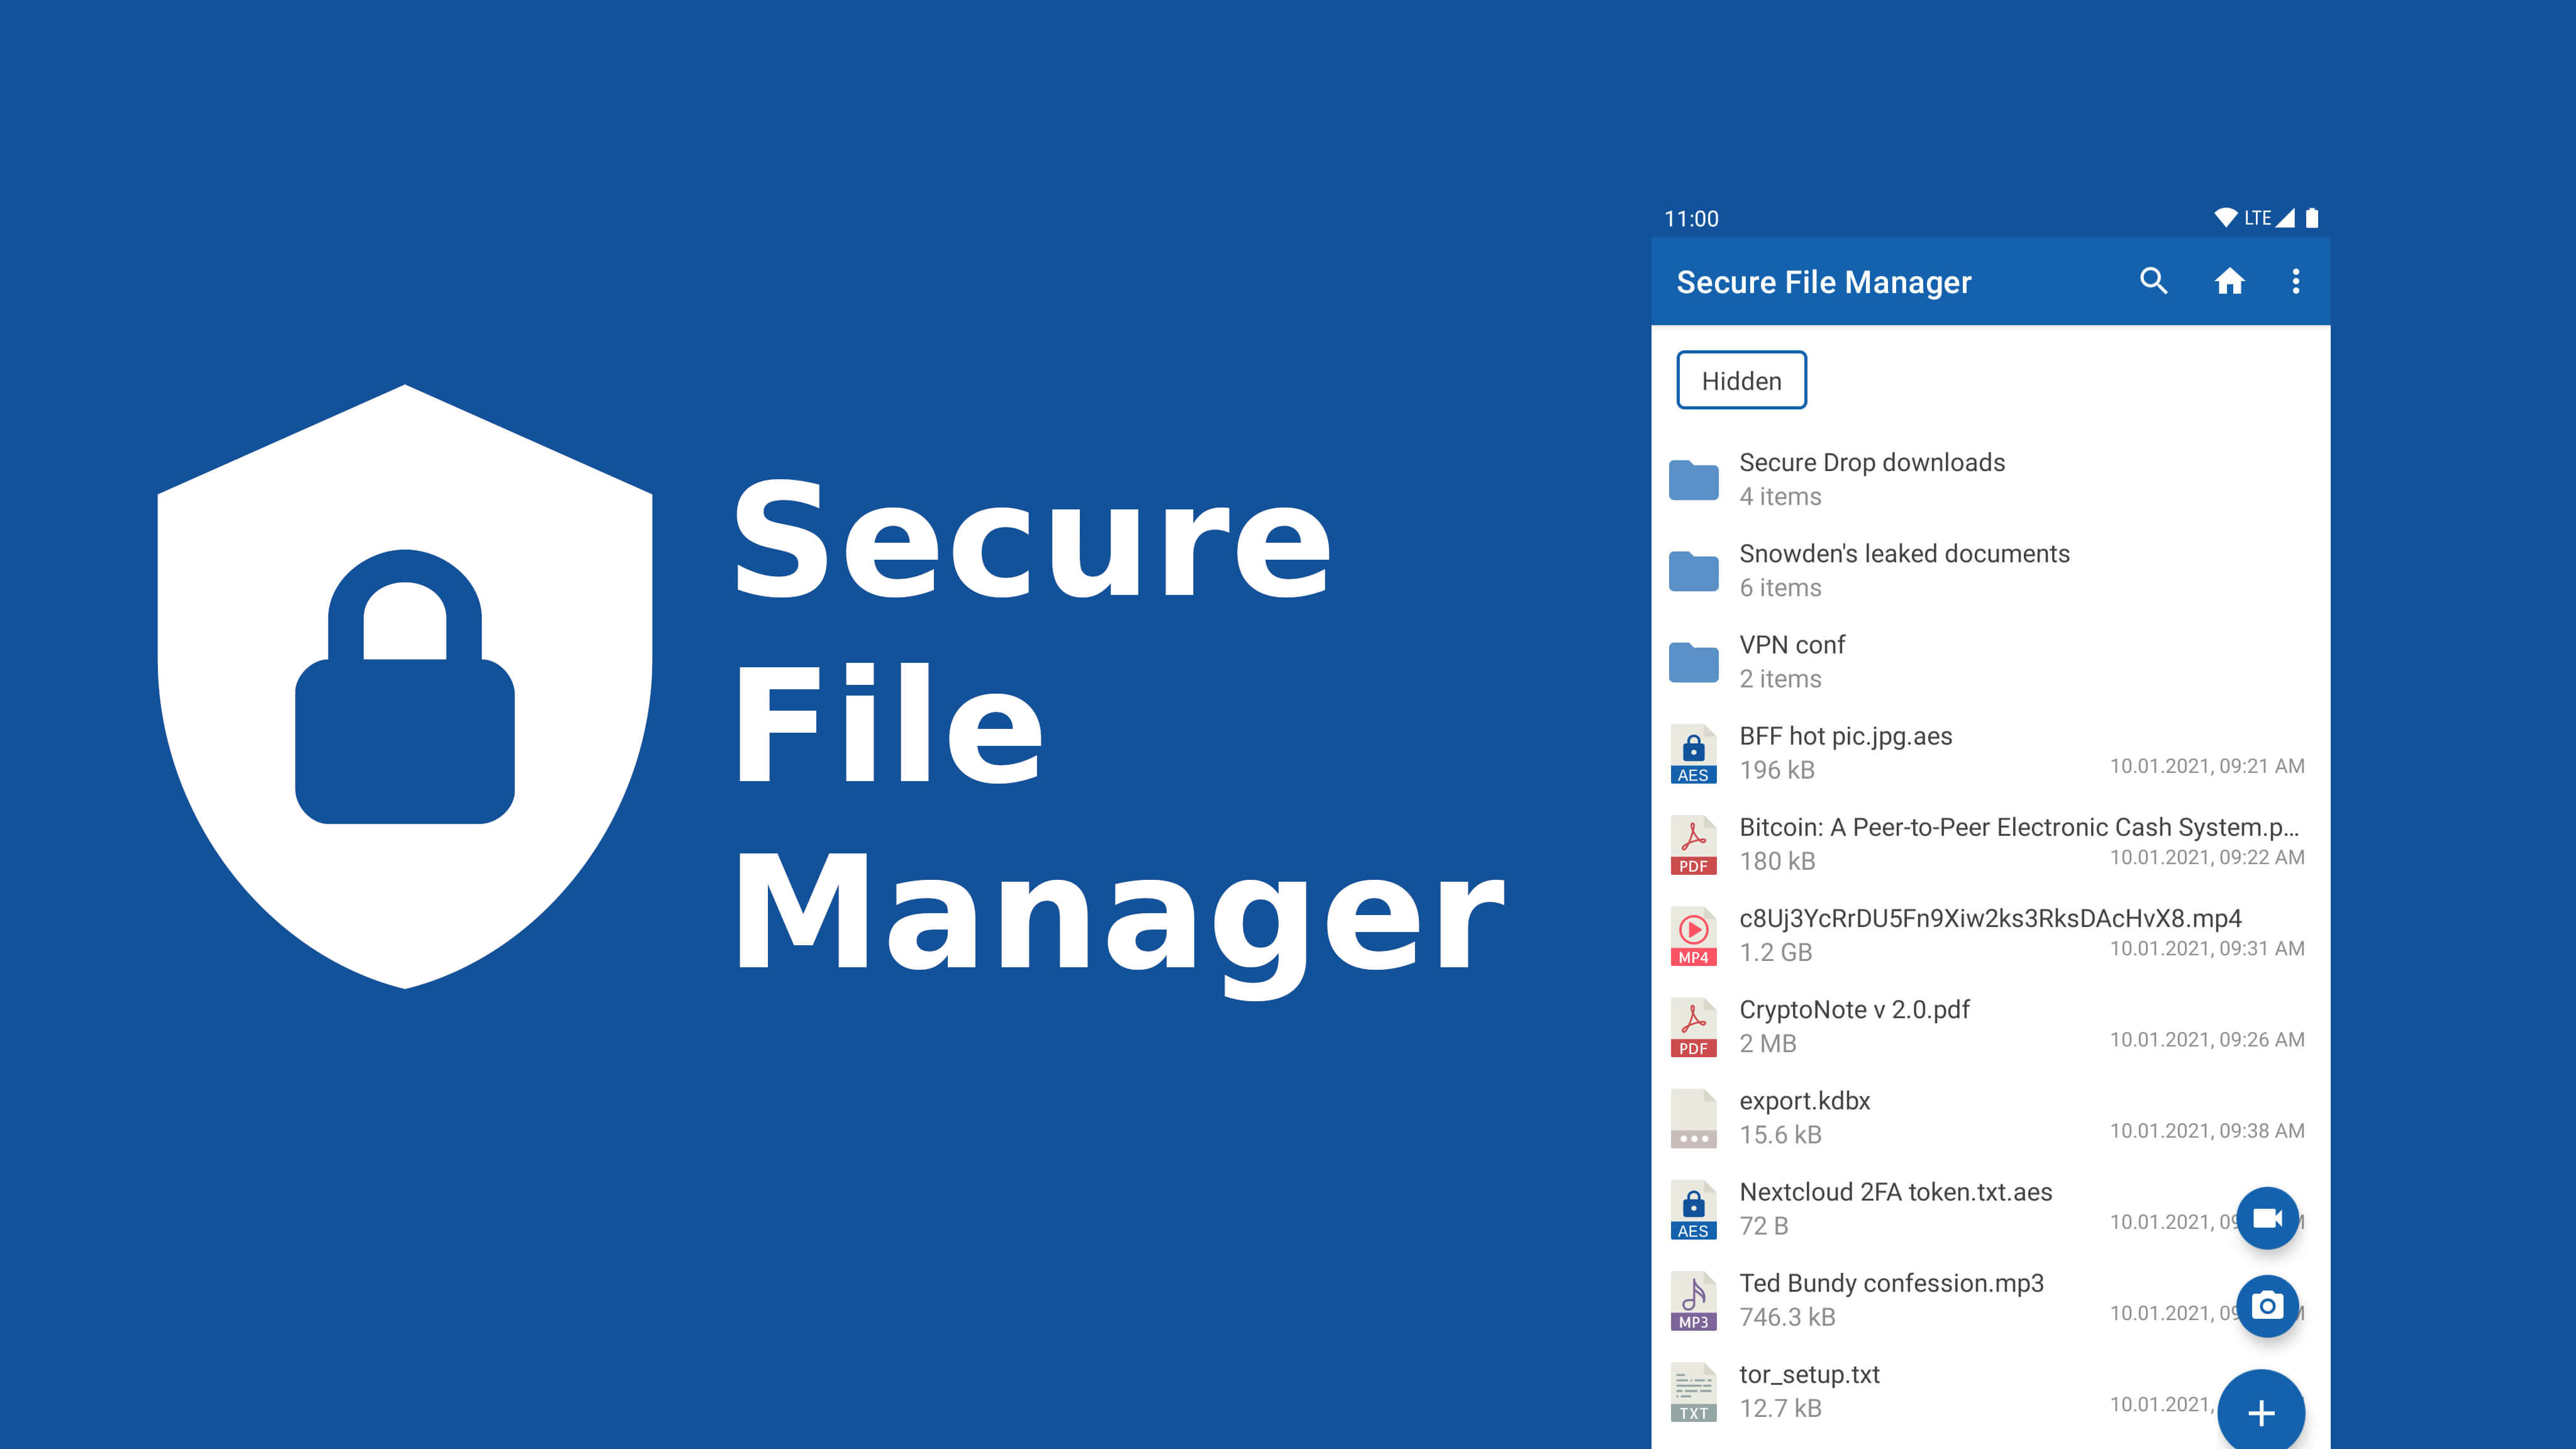 Secure
File
Manager
11:00
LTE
Secure File Manager
Hidden
Secure Drop downloads
4 items
Snowden's leaked documents
6 items
VPN conf
2 items
BFF hot pic.jpg.aes
AES
196 kB
10.01.2021, 09:21 AM
Bitcoin: A Peer-to-Peer Electronic Cash System.p...
PDF
180 kB
10.01.2021, 09:22 AM
c8Uj3YcRrDU5Fn9Xiw2ks3RksDAcHvX8.mp4
MP4
1.2 GB
10.01.2021, 09:31 AM
CryptoNote v 2.0.pdf
PDF
2 MB
10.01.2021, 09:26 AM
export.kdbx
15.6 kB
10.01.2021, 09:38 AM
Nextcloud 2FA token.txt.aes
AES
72 B
10.01.2021, 09
Ted Bundy confession.mp3
MP3
746.3 kB
10.01.2021, 09
tor_setup.txt
TXT
12.7 kB
10.01.2021,